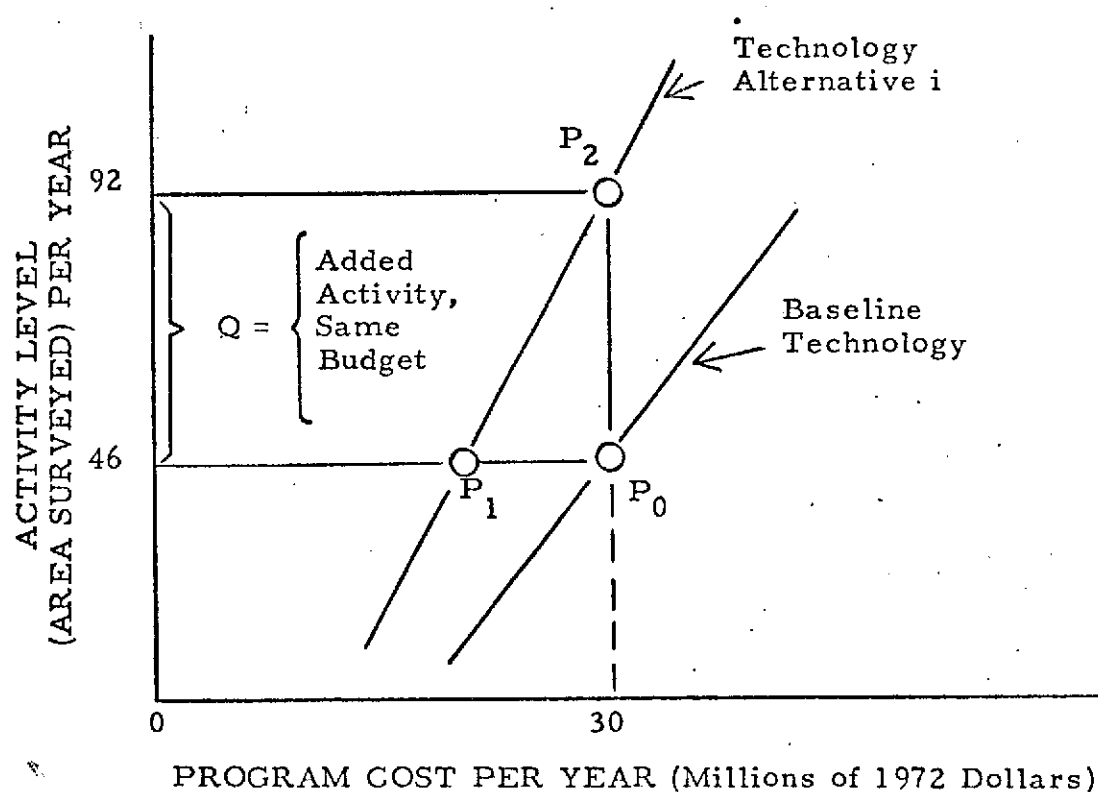 Technology
Alternative i
P2
92
Q =
Added
Activity,
Same
Budget
Baseline
Technology
46
P1
P0
0
30
ACTIVITY LEVEL
(AREA SURVEYED) PER YEAR
PROGRAM COST PER YEAR (Millions of 1972 Dollars)